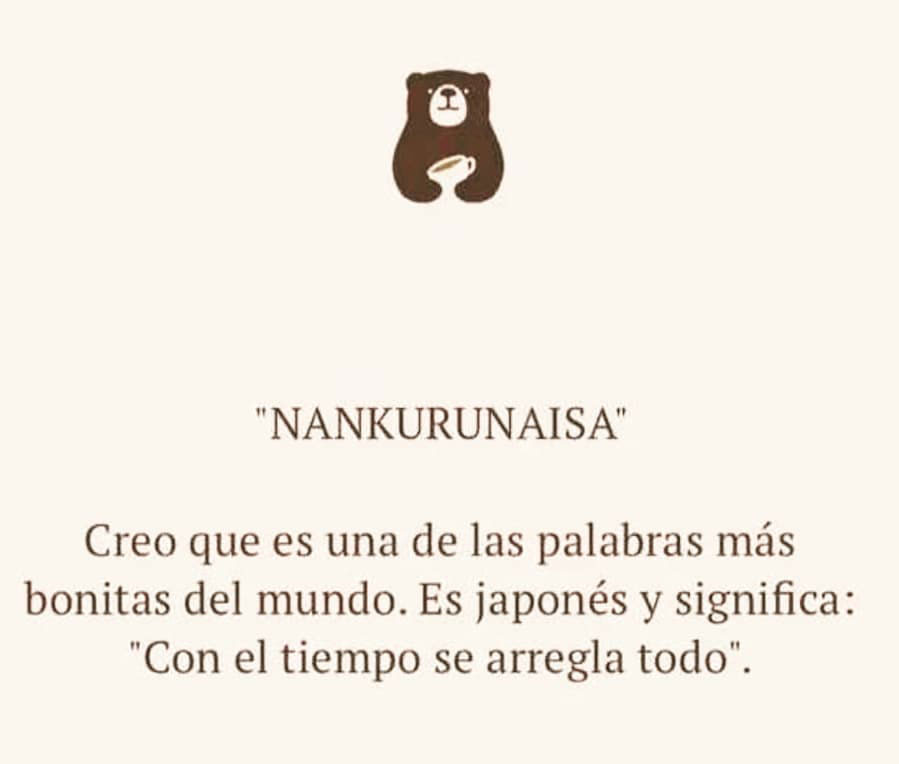 "NANKURUNAISA"
Creo que es una de las palabras más
bonitas del mundo. Es japonés y significa:
"Con el tiempo se arregla todo".